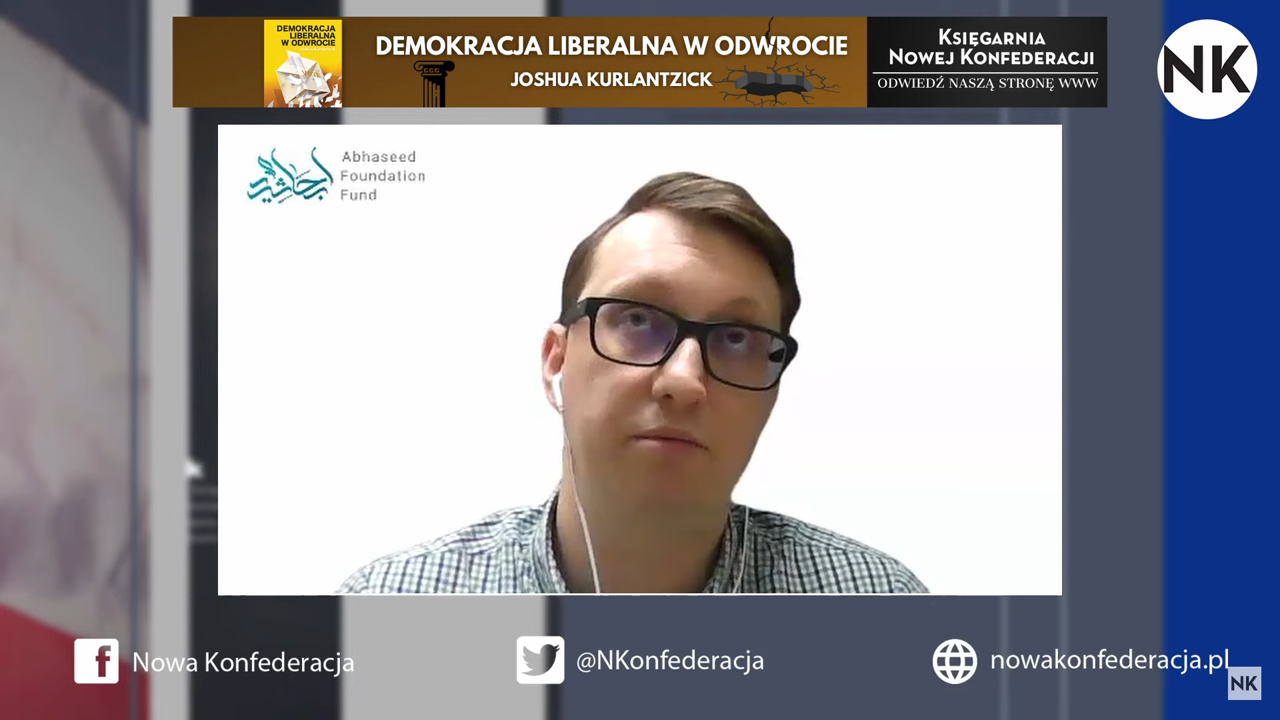 DEMOKRACJA
LIBERALNA
W ODWROCIE
DEMOKRACJA LIBERALNA W ODWROCIE
JOSHUA KURLANTZICK
KSIĘGARNIA
NOWEJ KONFEDERACJI
ODWIEDŹ NASZĄ STRONĘ WWW
NK
Abhaseed
Foundation
Fund
Nowa Konfederacja
@NKonfederacja
nowakonfederacja.pl
NK